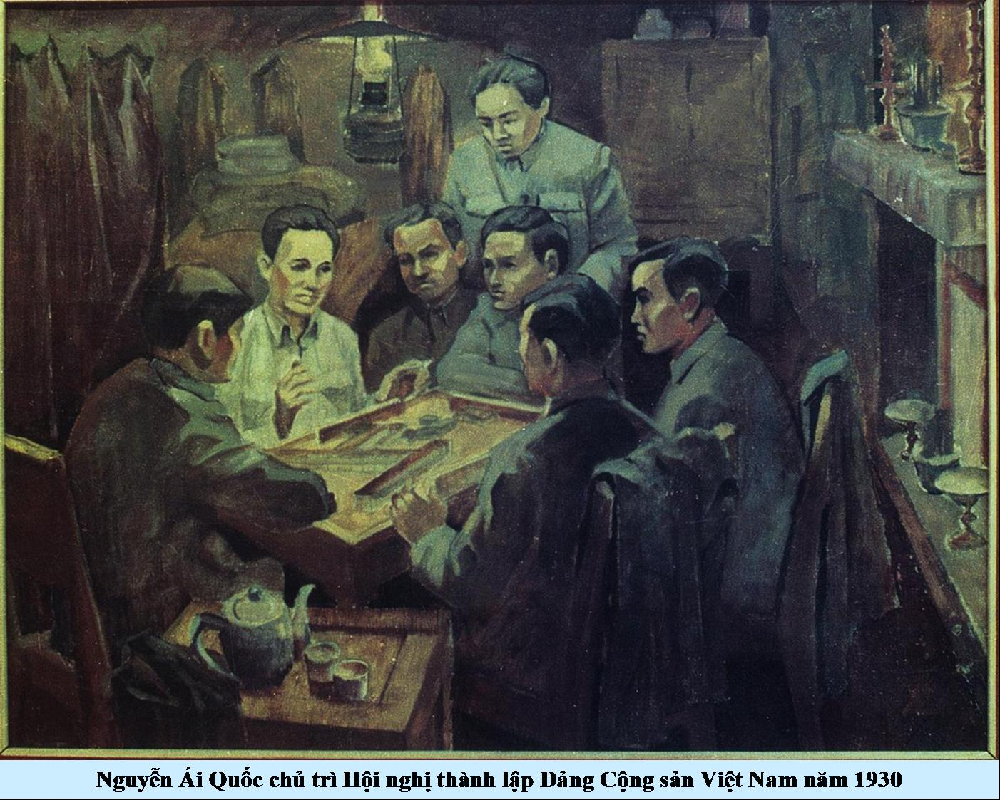 Nguyễn Ái Quốc chủ trì Hội nghị thành lập Đảng Cộng sản Việt Nam năm 1930